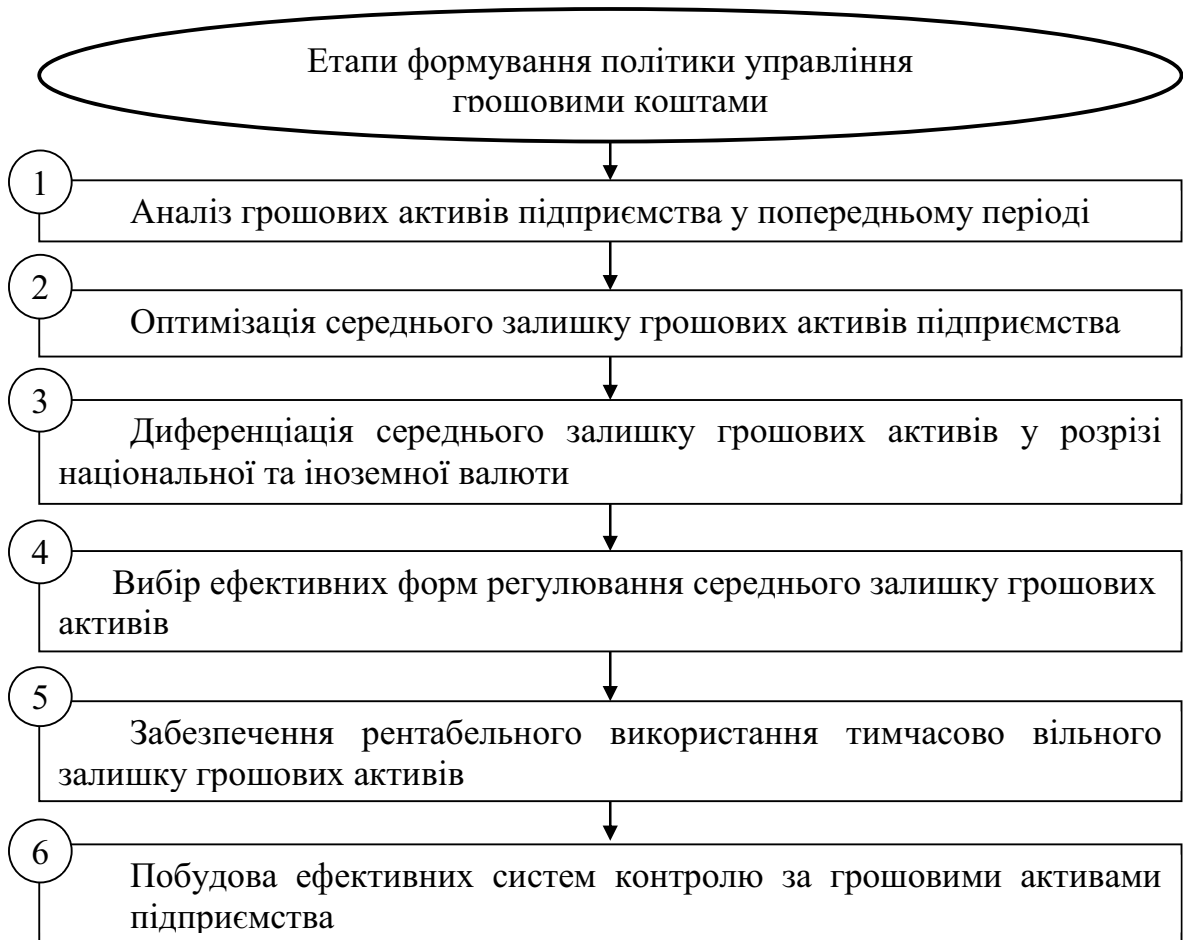 Етапи формування політики управління
грошовими коштами
1
Аналіз грошових активів підприємства у попередньому періоді
2
Оптимізація середнього залишку грошових активів підприємства
3
Диференціація середнього залишку грошових активів у розрізі
національної та іноземної валюти
4
Вибір ефективних форм регулювання середнього залишку грошових
активів
5
Забезпечення рентабельного використання тимчасово вільного
залишку грошових активів
6
Побудова ефективних систем контролю за грошовими активами
підприємства